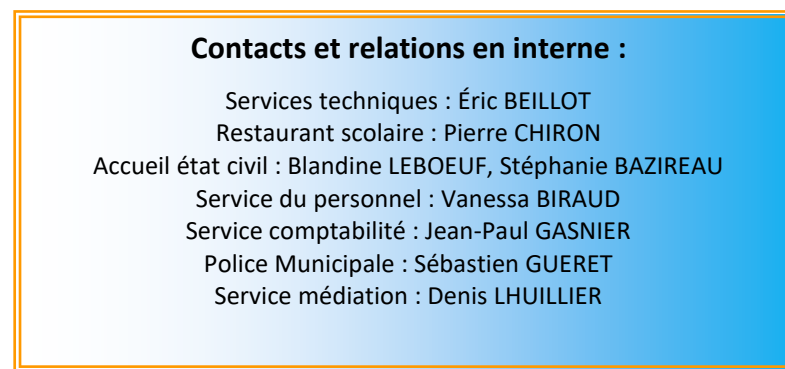 Contacts et relations en interne :
Services techniques : Éric BEILLOT
Restaurant scolaire : Pierre CHIRON
Accueil état civil : Blandine LEBOEUF, Stéphanie BAZIREAU
Service du personnel : Vanessa BIRAUD
Service comptabilité : Jean-Paul GASNIER
Police Municipale : Sébastien GUERET
Service médiation : Denis LHUILLIER